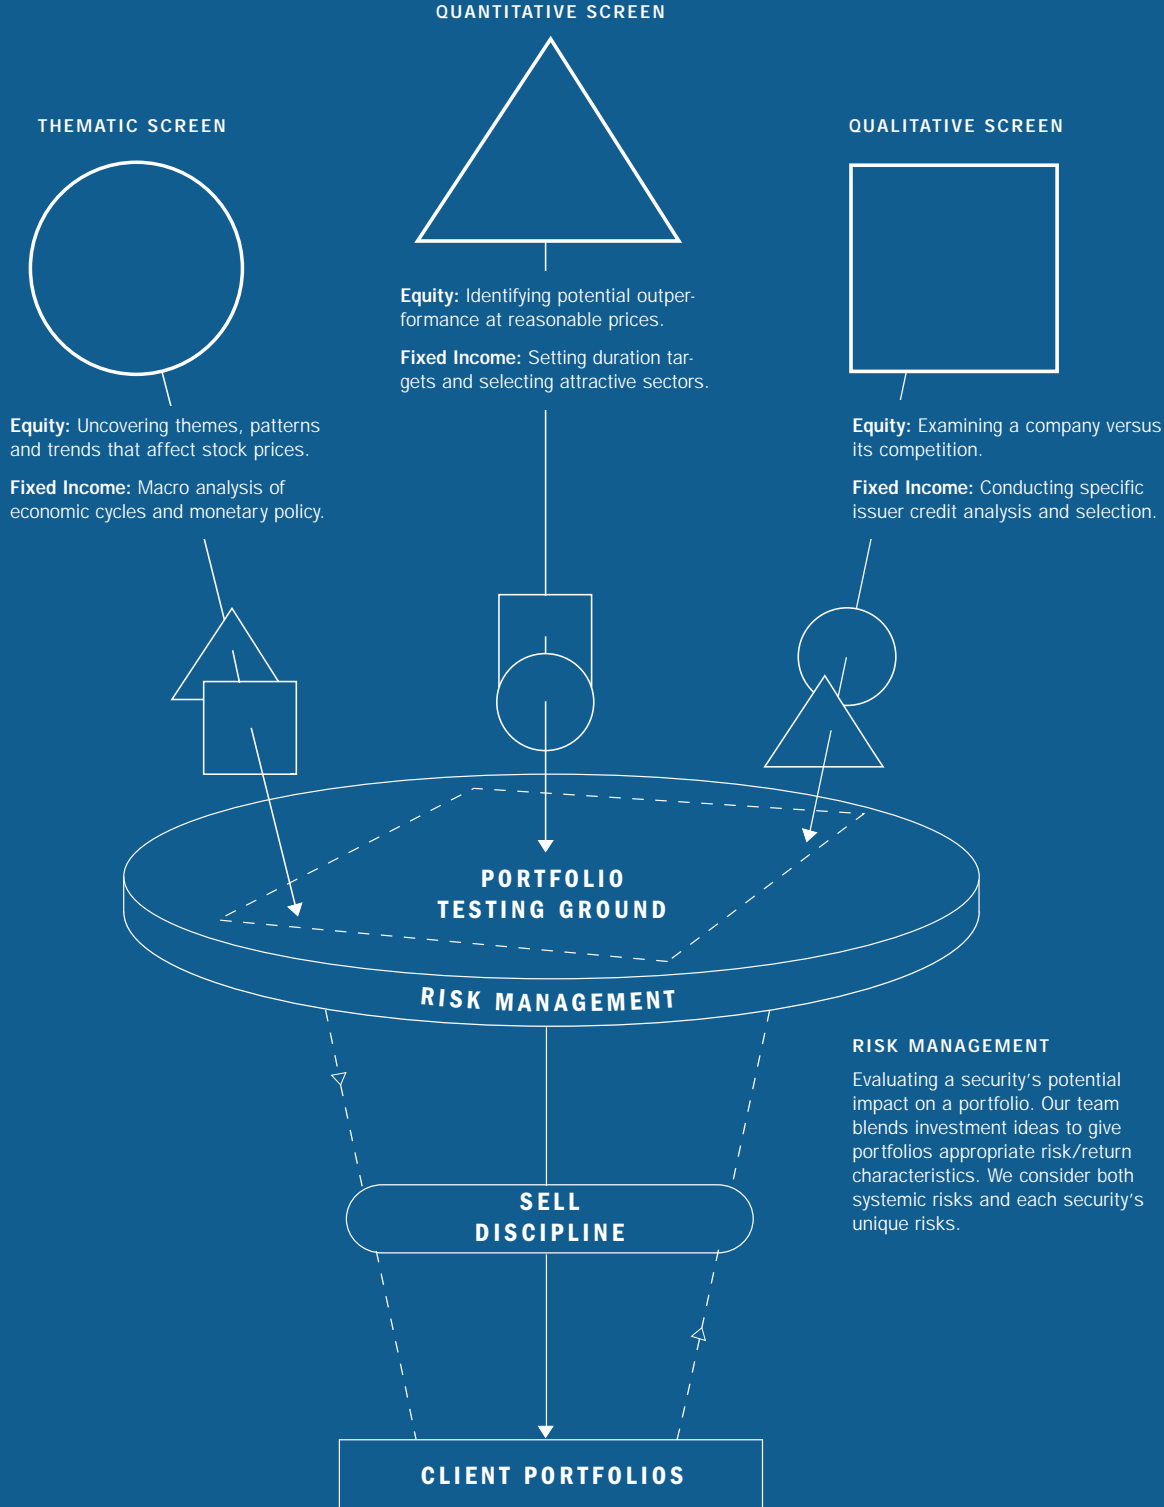 QUANTITATIVE SCREEN
THEMATIC SCREEN
QUALITATIVE SCREEN
Equity: Identifying potential outper-
formance at reasonable prices.
Fixed Income: Setting duration tar-
gets and selecting attractive sectors.
Equity: Uncovering themes, patterns
and trends that affect stock prices.
Fixed Income: Macro analysis of
economic cycles and monetary policy.
Equity: Examining a company versus
its competition.
Fixed Income: Conducting specific
issuer credit analysis and selection.
PORTFOLIO
TESTING GROUND
RISK MANAGEMENT
RISK MANAGEMENT
Evaluating a security's potential
impact on a portfolio. Our team
blends investment ideas to give
portfolios appropriate risk/return
characteristics. We consider both
systemic risks and each security's
unique risks.
SELL
DISCIPLINE
CLIENT PORTFOLIOS